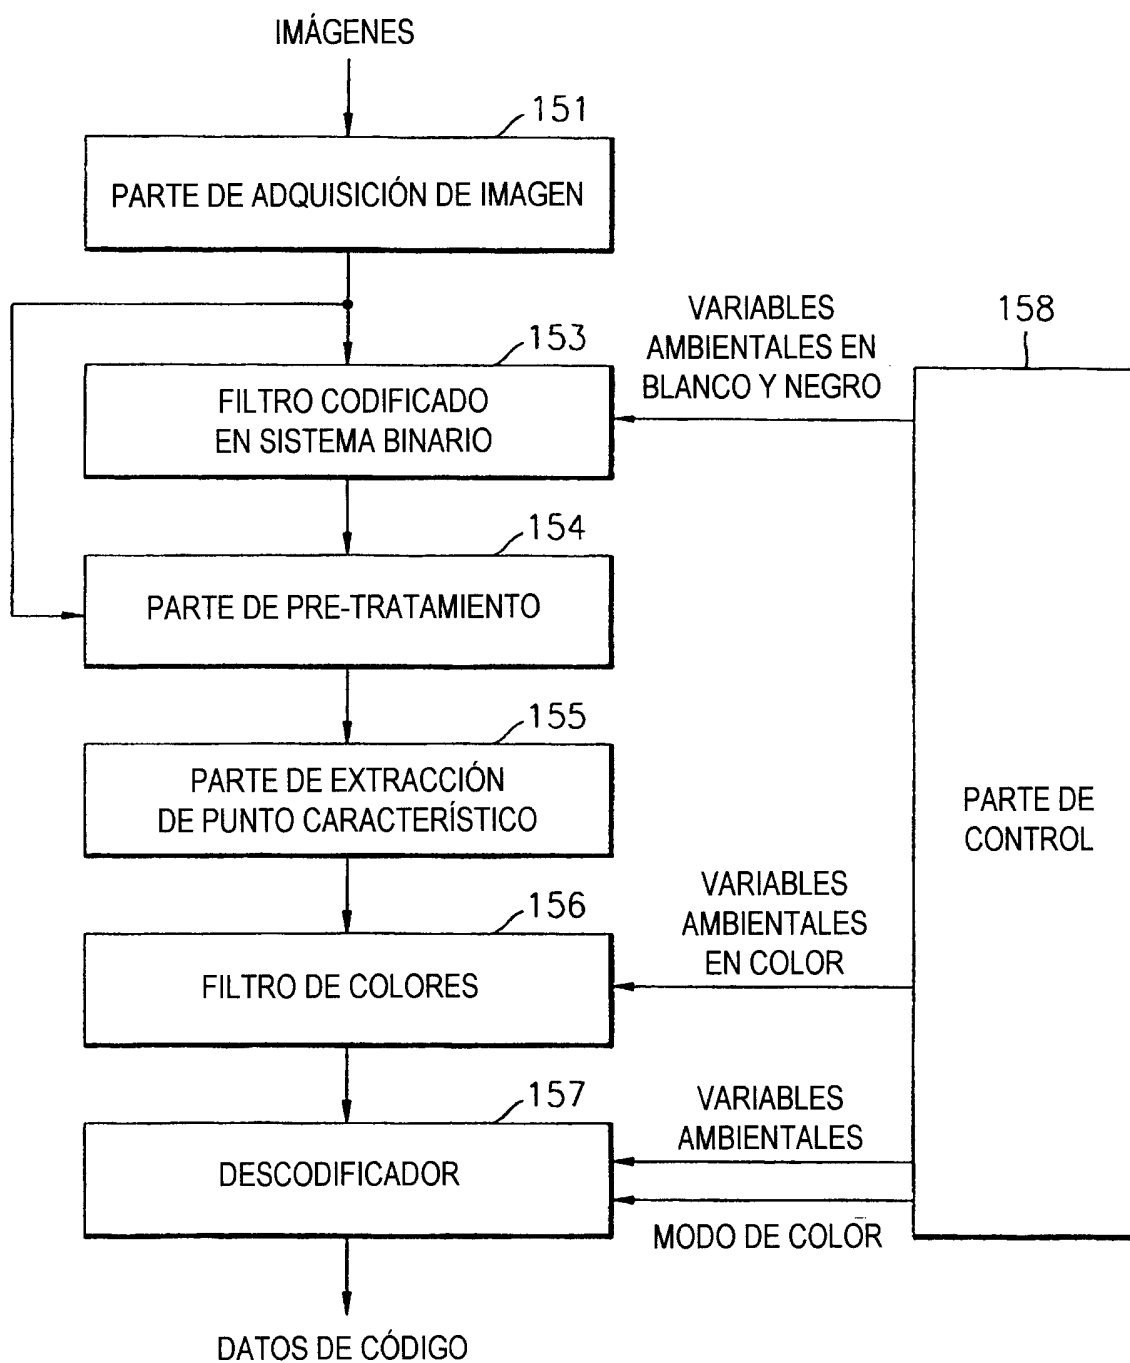 IMÁGENES
151
PARTE DE ADQUISICIÓN DE IMAGEN
VARIABLES
AMBIENTALES EN
BLANCO Y NEGRO
158
153
FILTRO CODIFICADO
EN SISTEMA BINARIO
154
PARTE DE PRE-TRATAMIENTO
155
PARTE DE EXTRACCIÓN
DE PUNTO CARACTERÍSTICO
PARTE DE
CONTROL
VARIABLES
AMBIENTALES
EN COLOR
156
FILTRO DE COLORES
VARIABLES
AMBIENTALES
157
DESCODIFICADOR
MODO DE COLOR
DATOS DE CÓDIGO